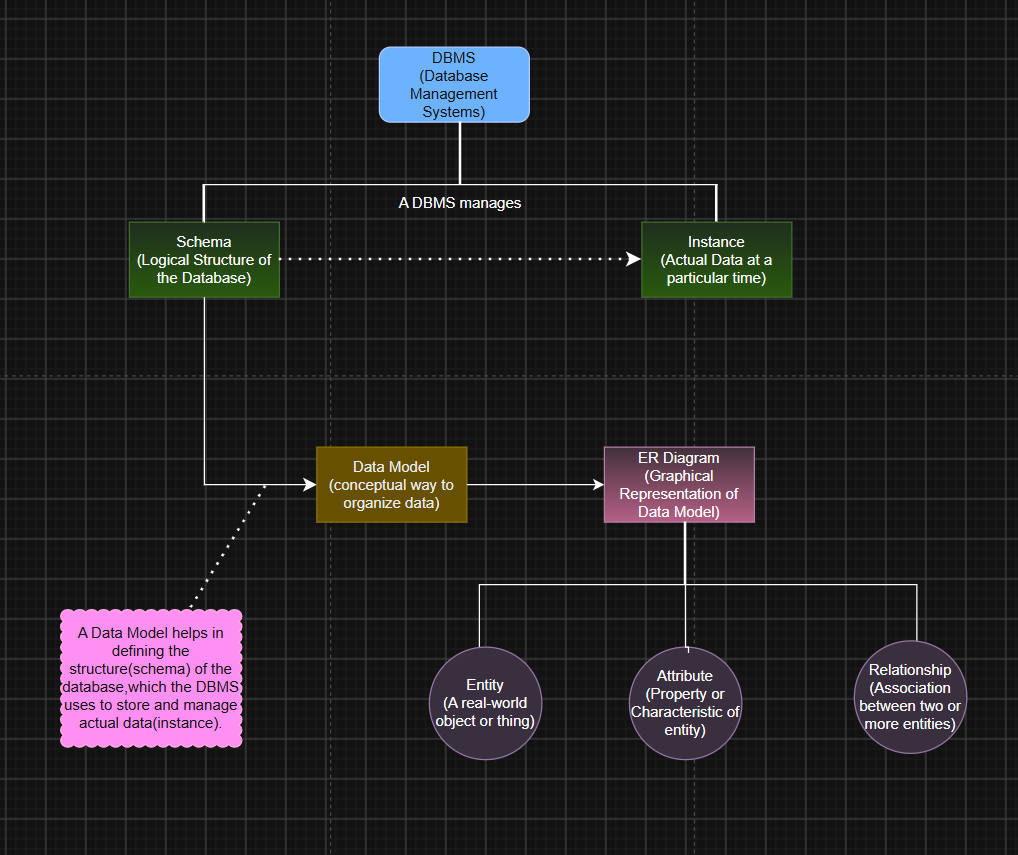 DBMS
(Database
Management
Systems)
A DBMS manages
Schema
(Logical Structure of
the Database)
Instance
(Actual Data at a
particular time)
Data Model
(conceptual way to
organize data)
ER Diagram
(Graphical
Representation of
Data Model)
A Data Model helps in
defining the
structure(schema) of the
database,which the DBMS
uses to store and manage
actual data(instance).
Entity
(A real-world
object or thing)
Attribute
(Property or
Characteristic of
entity)
Relationship
(Association
between two or
more entities)